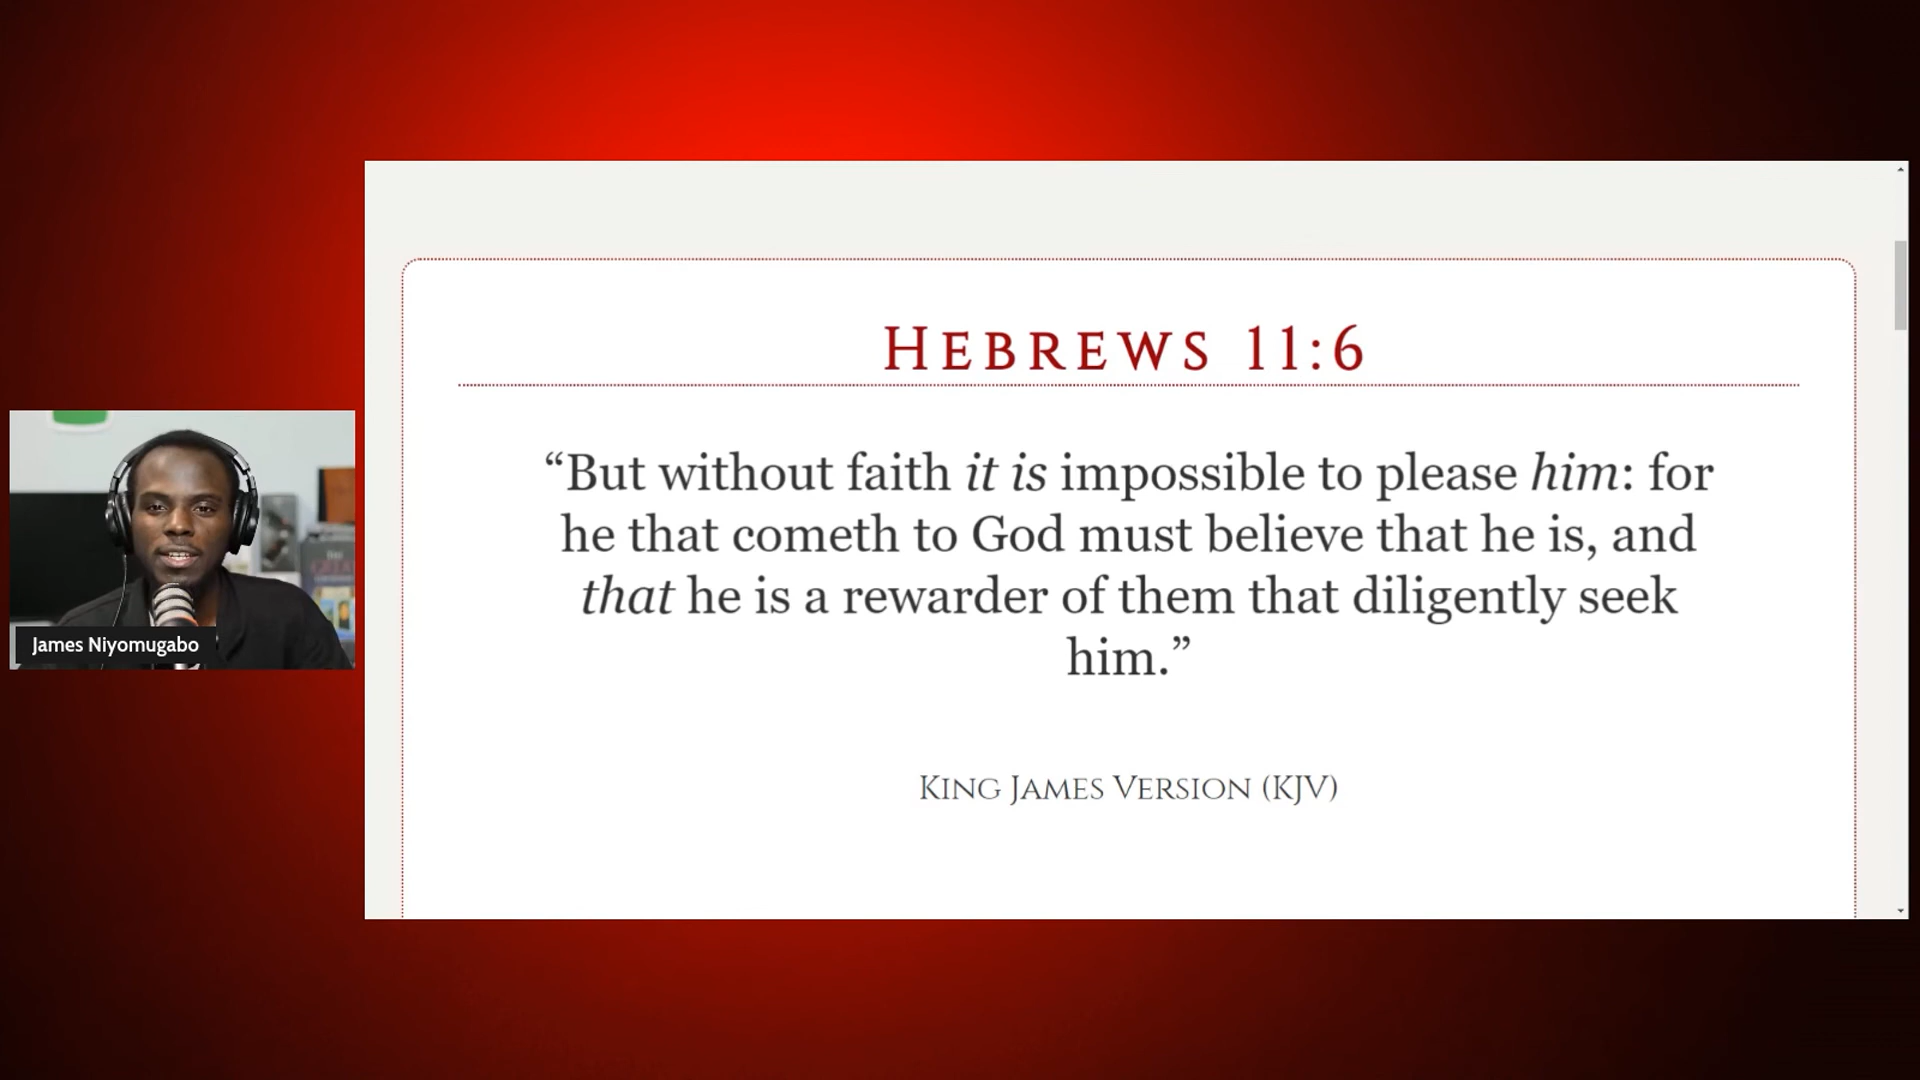 HEBREWS 11:6
“But without faith it is impossible to please him: for
he that cometh to God must believe that he is, and
that he is a rewarder of them that diligently seek
him.”
KING JAMES VERSION (KJV)
James Niyomugabo